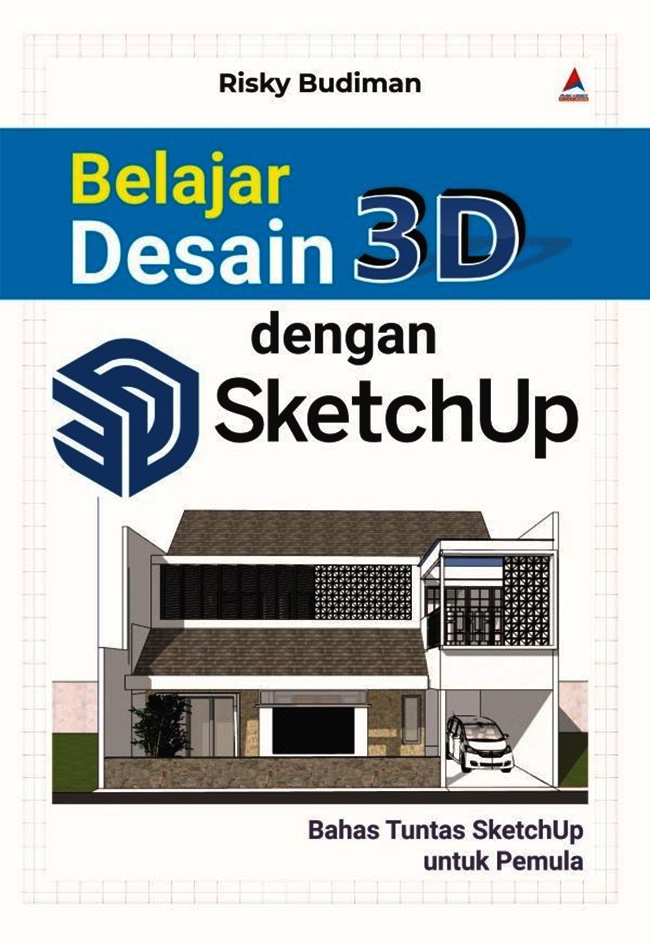 Risky Budiman
Belajar
Desain 3D
dengan
SketchUp
Bahas Tuntas SketchUp
untuk Pemula